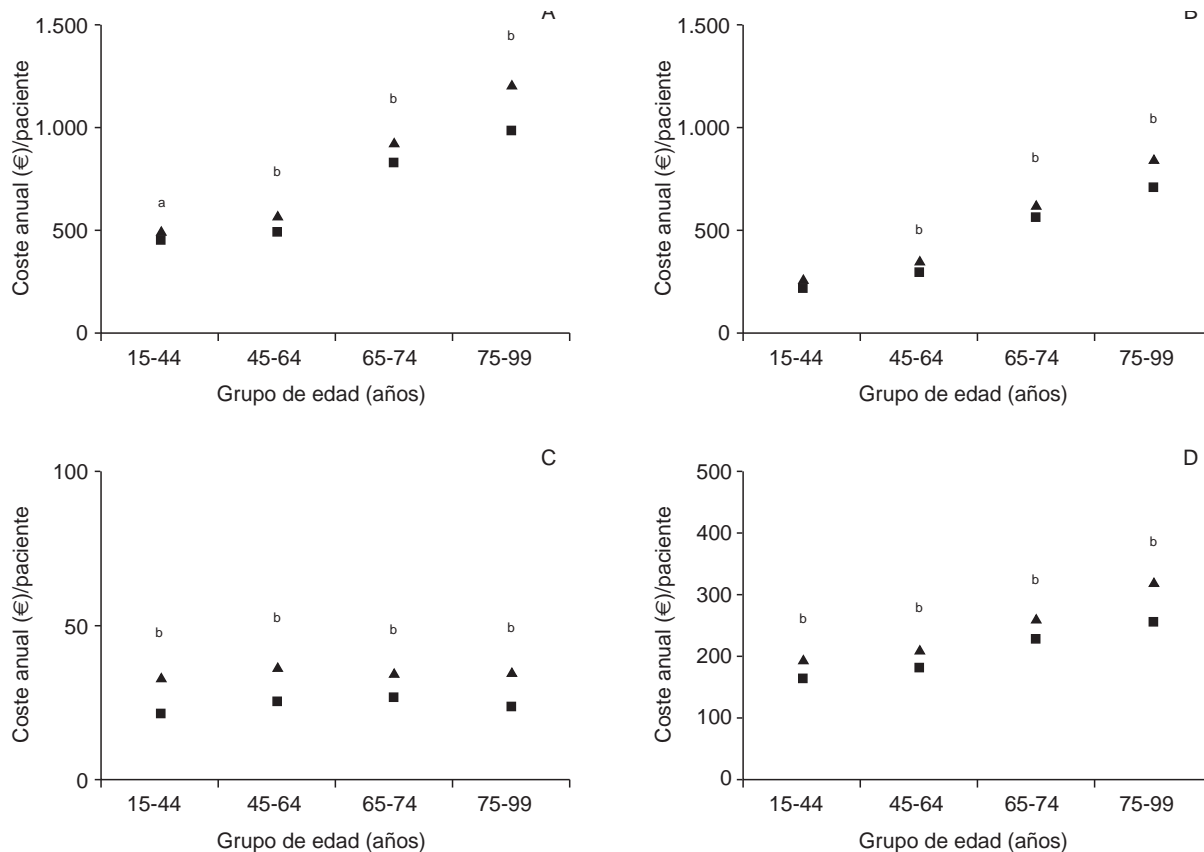 A
1.500
1.000
500
0
Coste anual (€)/paciente
a
b
b
b
15-44
45-64
65-74
75-99
Grupo de edad (años)
B
1.500
1.000
500
0
Coste anual (€)/paciente
b
b
b
15-44
45-64
65-74
75-99
Grupo de edad (años)
C
100
50
0
Coste anual (€)/paciente
b
b
b
b
15-44
45-64
65-74
75-99
Grupo de edad (años)
D
500
400
300
200
100
0
Coste anual (€)/paciente
b
b
b
b
15-44
45-64
65-74
75-99
Grupo de edad (años)